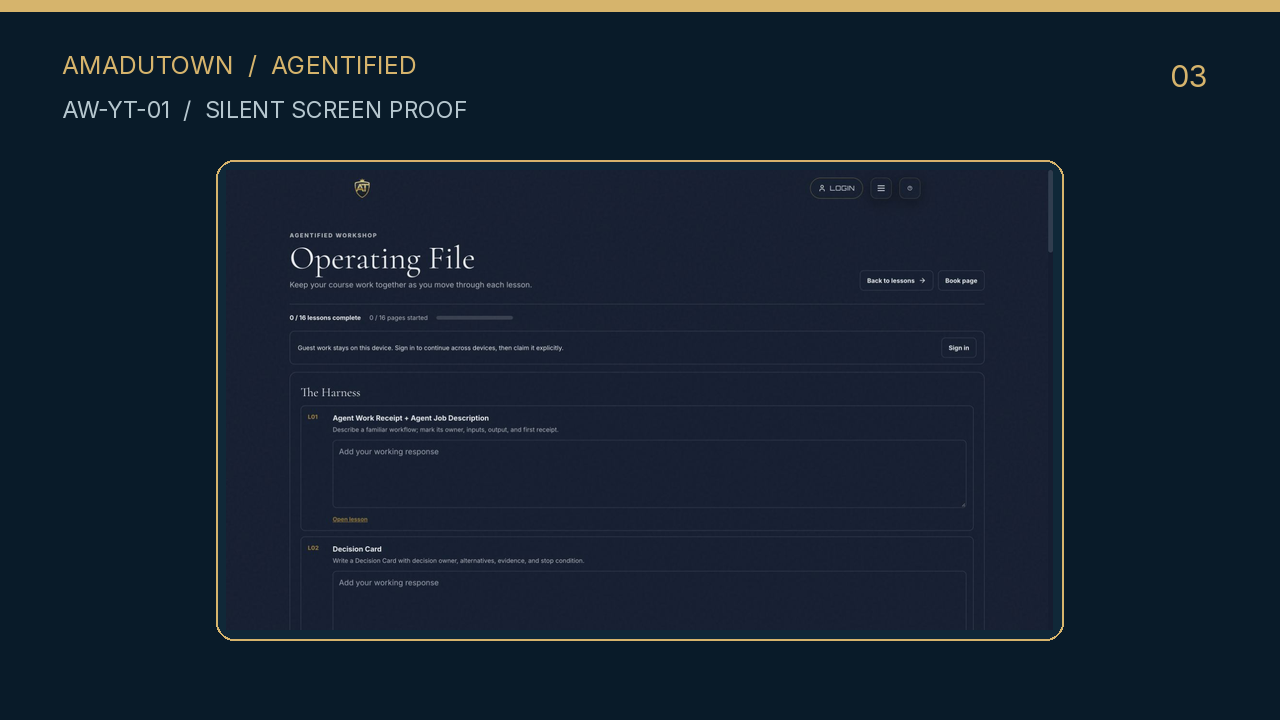 AMADUTOWN / AGENTIFIED
03
AW-YT-01 / SILENT SCREEN PROOF
AT
LOGIN
AGENTIFIED WORKSHOP
Operating File
Keep your course work together as you move through each lesson.
Back to lessons →
Book page
0 / 16 lessons complete
0 / 16 pages started
Guest work stays on this device. Sign in to continue across devices, then claim it explicitly.
Sign in
The Harness
L01
Agent Work Receipt + Agent Job Description
Describe a familiar workflow; mark its owner, inputs, output, and first receipt.
Add your working response
Open lesson
L02
Decision Card
Write a Decision Card with decision owner, alternatives, evidence, and stop condition.
Add your working response